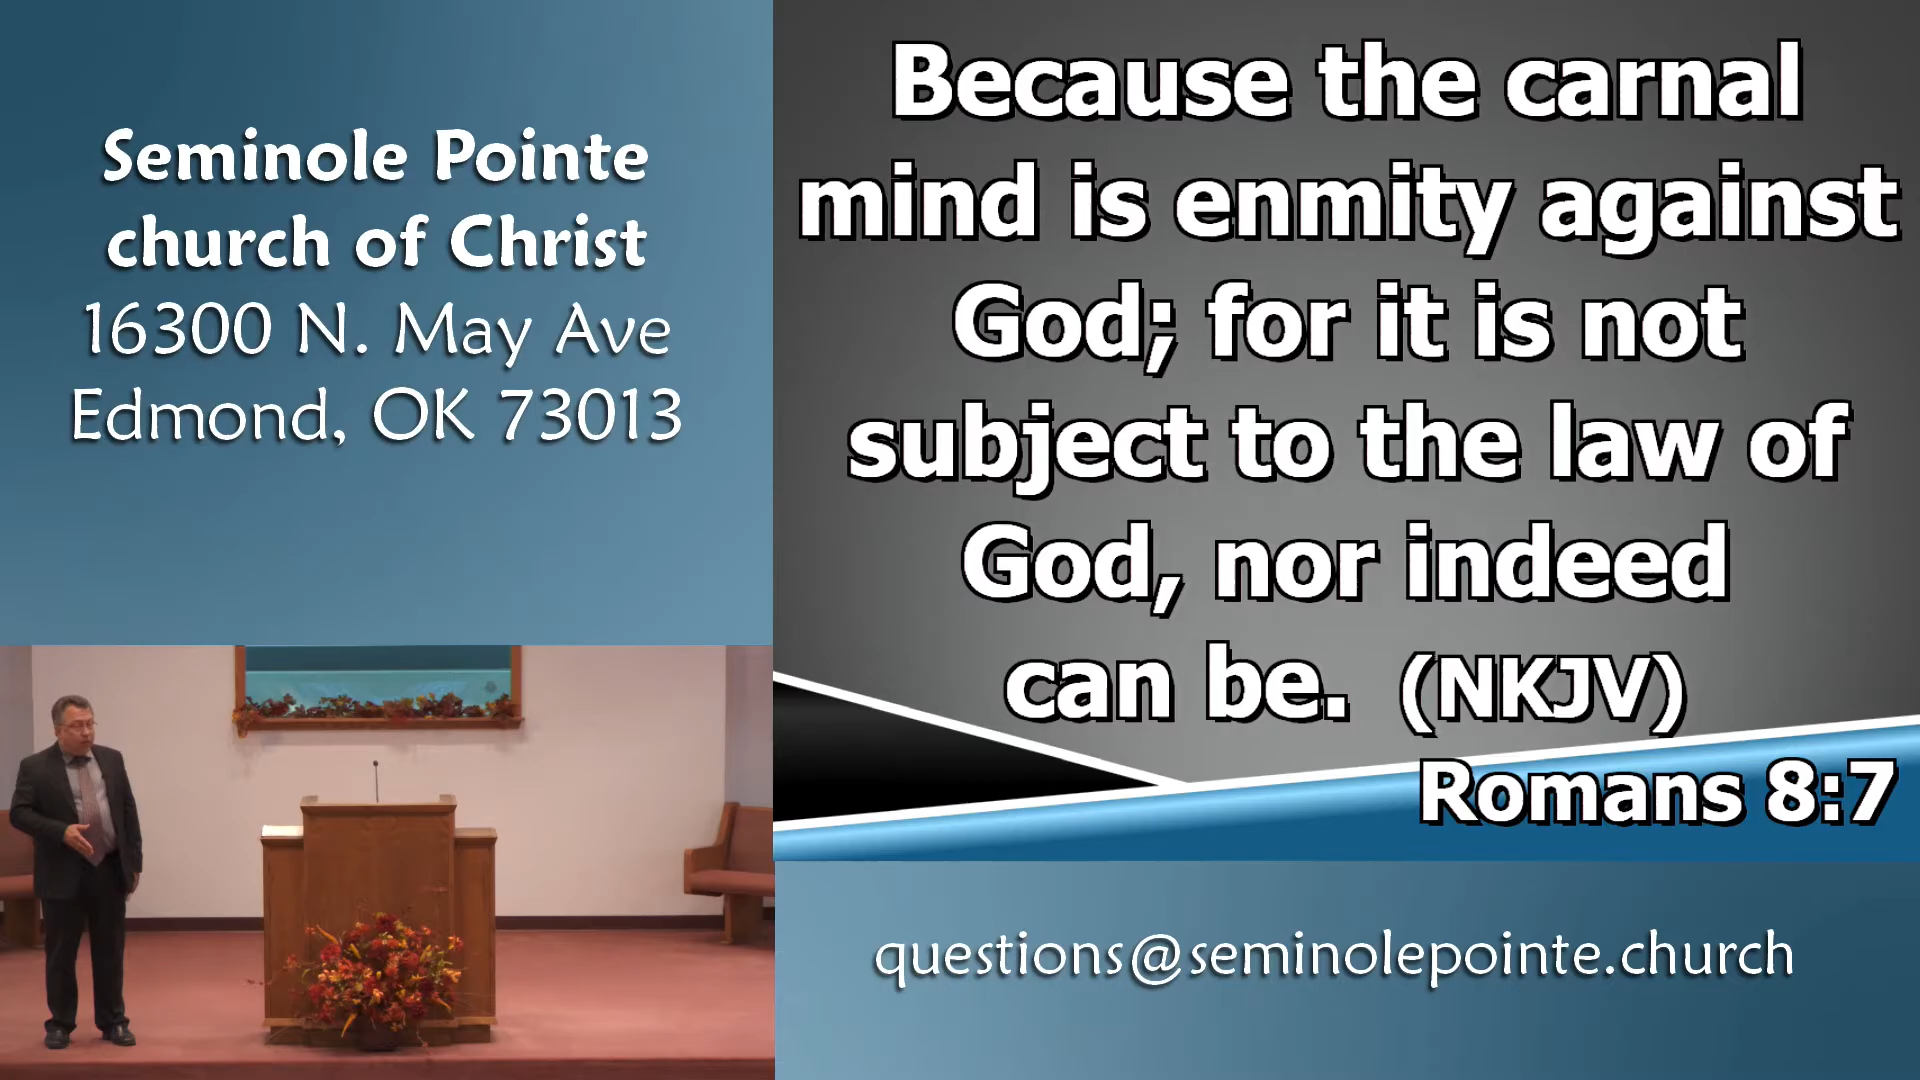 Seminole Pointe
church of Christ
16300 N. May Ave
Edmond, OK 73013
Because the carnal
mind is enmity against
God; for it is not
subject to the law of
God, nor indeed
can be. (NKJV)
Romans 8:7
questions@seminolepointe.church